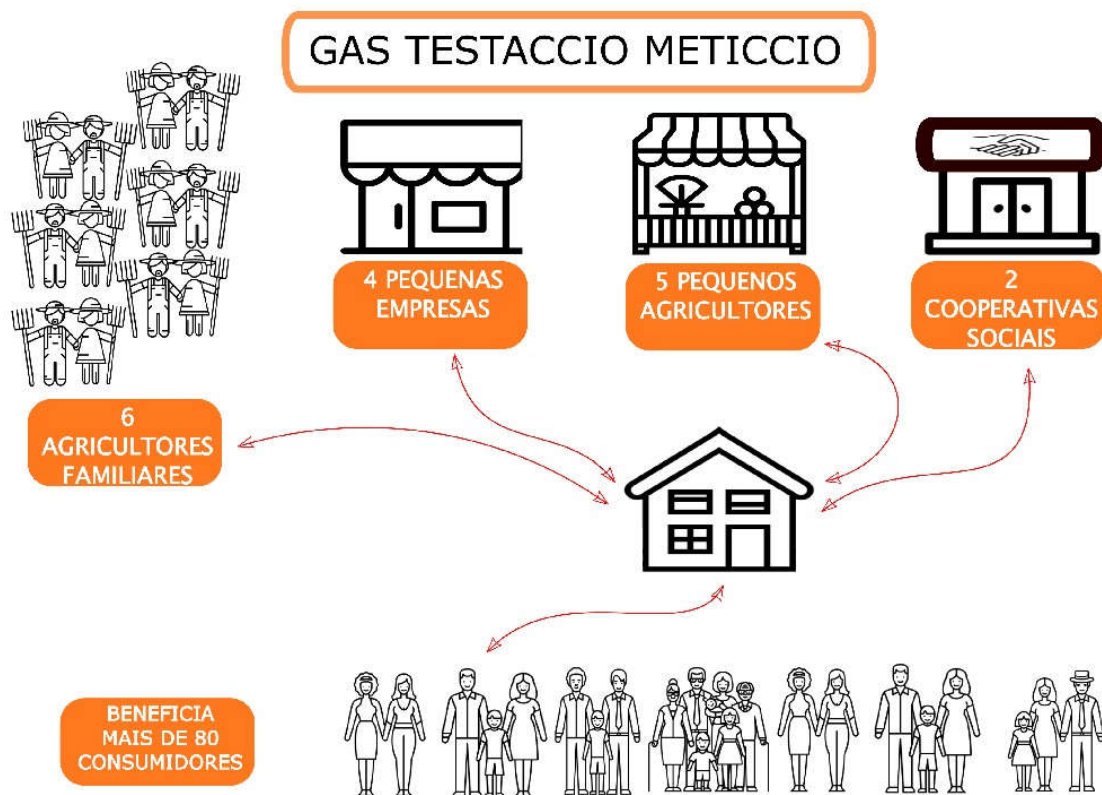 GAS TESTACCIO METICCIO
4 PEQUENAS
EMPRESAS
5 PEQUENOS
AGRICULTORES
2
COOPERATIVAS
SOCIAIS
6
AGRICULTORES
FAMILIARES
BENEFICIA
MAIS DE 80
CONSUMIDORES